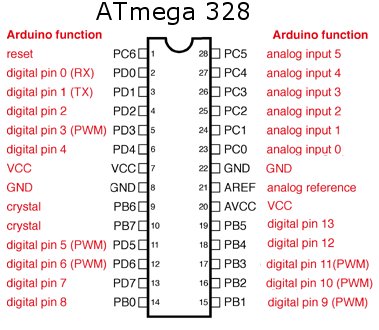 ATmega 328
Arduino function Arduino function
reset PC6 1 28 PC5 analog input 5
digital pin 0 (RX) PD0 2 27 PC4 analog input 4
digital pin 1 (TX) PD1 3 26 PC3 analog input 3
digital pin 2 PD2 4 25 PC2 analog input 2
digital pin 3 (PWM) PD3 5 24 PC1 analog input 1
digital pin 4 PD4 6 23 PC0 analog input 0
VCC VCC 7 22 GND GND
GND GND 8 21 AREF analog reference
crystal PB6 9 20 AVCC VCC
crystal PB7 10 19 PB5 digital pin 13
digital pin 5 (PWM) PD5 11 18 PB4 digital pin 12
digital pin 6 (PWM) PD6 12 17 PB3 digital pin 11(PWM)
digital pin 7 PD7 13 16 PB2 digital pin 10 (PWM)
digital pin 8 PB0 14 15 PB1 digital pin 9 (PWM)